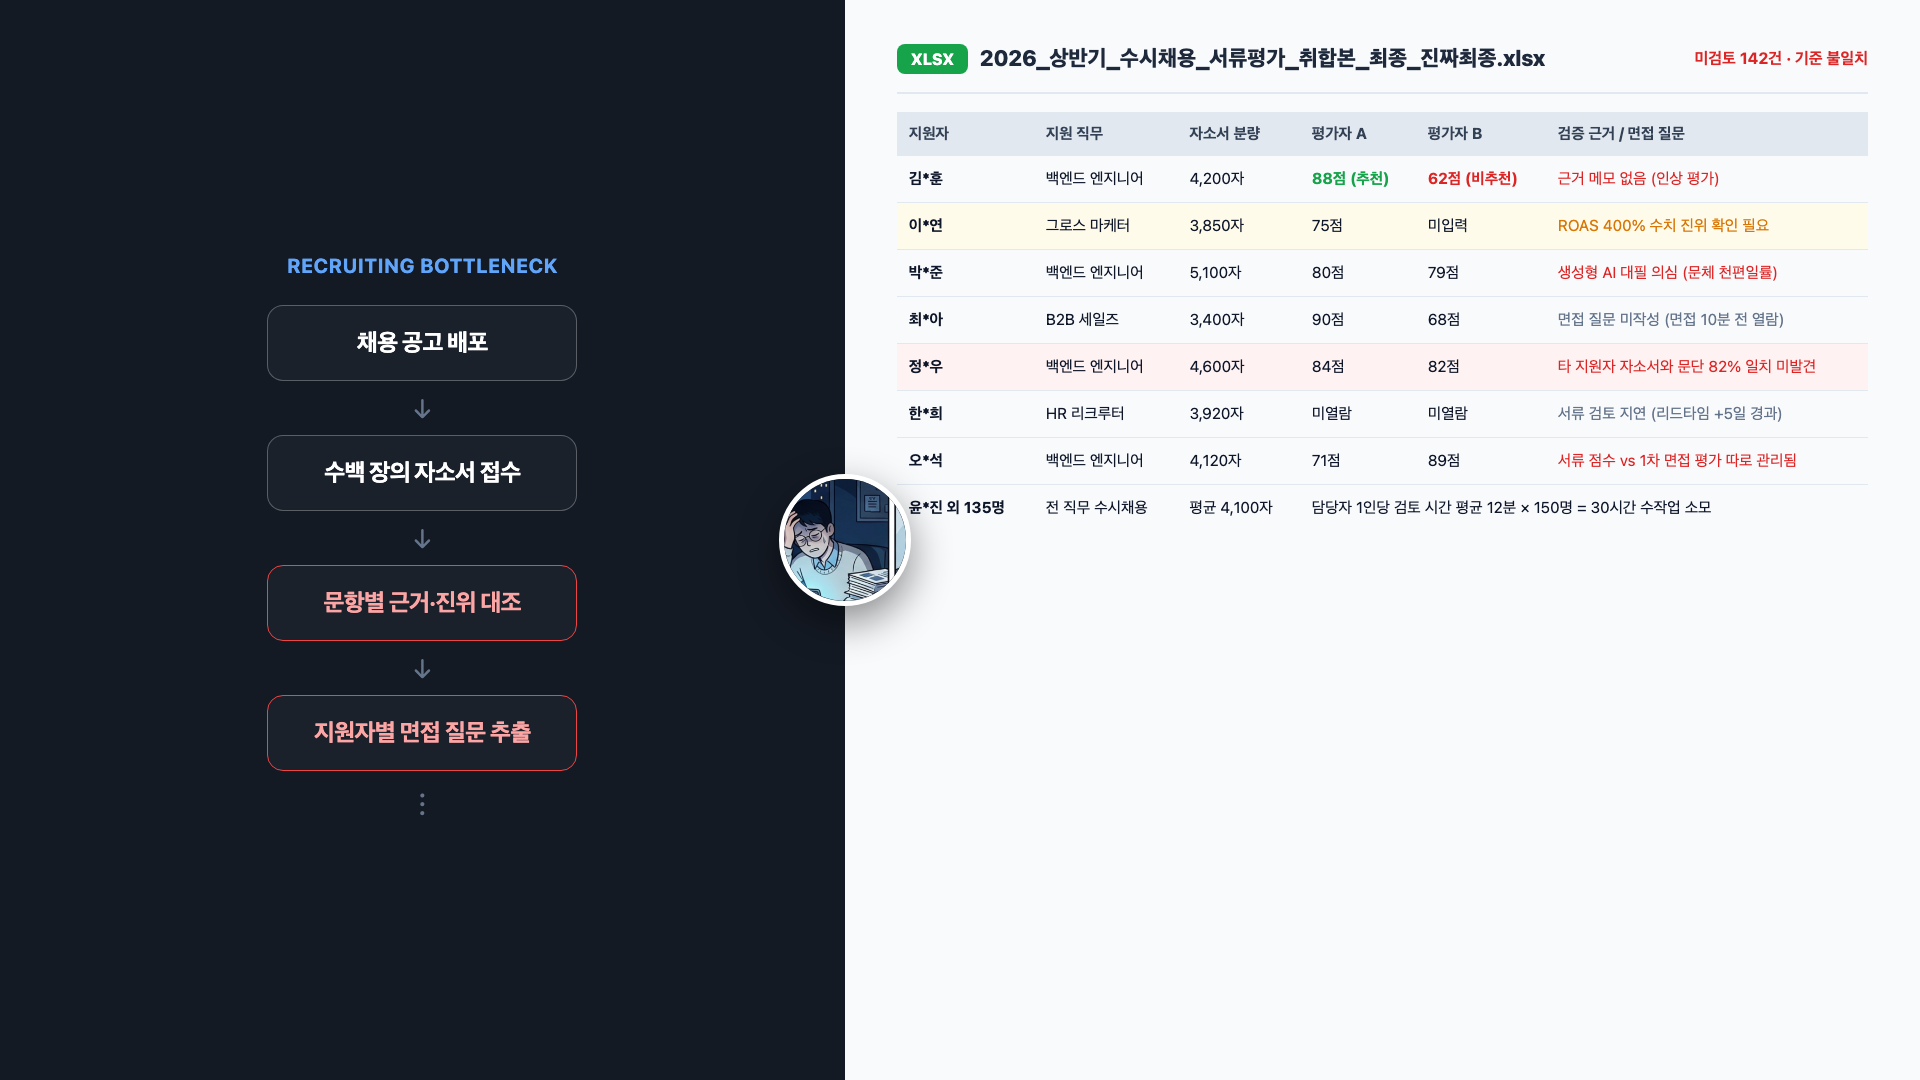 RECRUITING BOTTLENECK
채용 공고 배포
↓
수백 장의 자소서 접수
↓
문항별 근거·진위 대조
↓
지원자별 면접 질문 추출
⋮
XLSX 2026_상반기_수시채용_서류평가_취합본_최종_진짜최종.xlsx 미검토 142건 · 기준 불일치
지원자 지원 직무 자소서 분량 평가자 A 평가자 B 검증 근거 / 면접 질문
김*훈 백엔드 엔지니어 4,200자 88점 (추천) 62점 (비추천) 근거 메모 없음 (인상 평가)
이*연 그로스 마케터 3,850자 75점 미입력 ROAS 400% 수치 진위 확인 필요
박*준 백엔드 엔지니어 5,100자 80점 79점 생성형 AI 대필 의심 (문체 천편일률)
최*아 B2B 세일즈 3,400자 90점 68점 면접 질문 미작성 (면접 10분 전 열람)
정*우 백엔드 엔지니어 4,600자 84점 82점 타 지원자 자소서와 문단 82% 일치 미발견
한*희 HR 리크루터 3,920자 미열람 미열람 서류 검토 지연 (리드타임 +5일 경과)
오*석 백엔드 엔지니어 4,120자 71점 89점 서류 점수 vs 1차 면접 평가 따로 관리됨
윤*진 외 135명 전 직무 수시채용 평균 4,100자 담당자 1인당 검토 시간 평균 12분 × 150명 = 30시간 수작업 소모